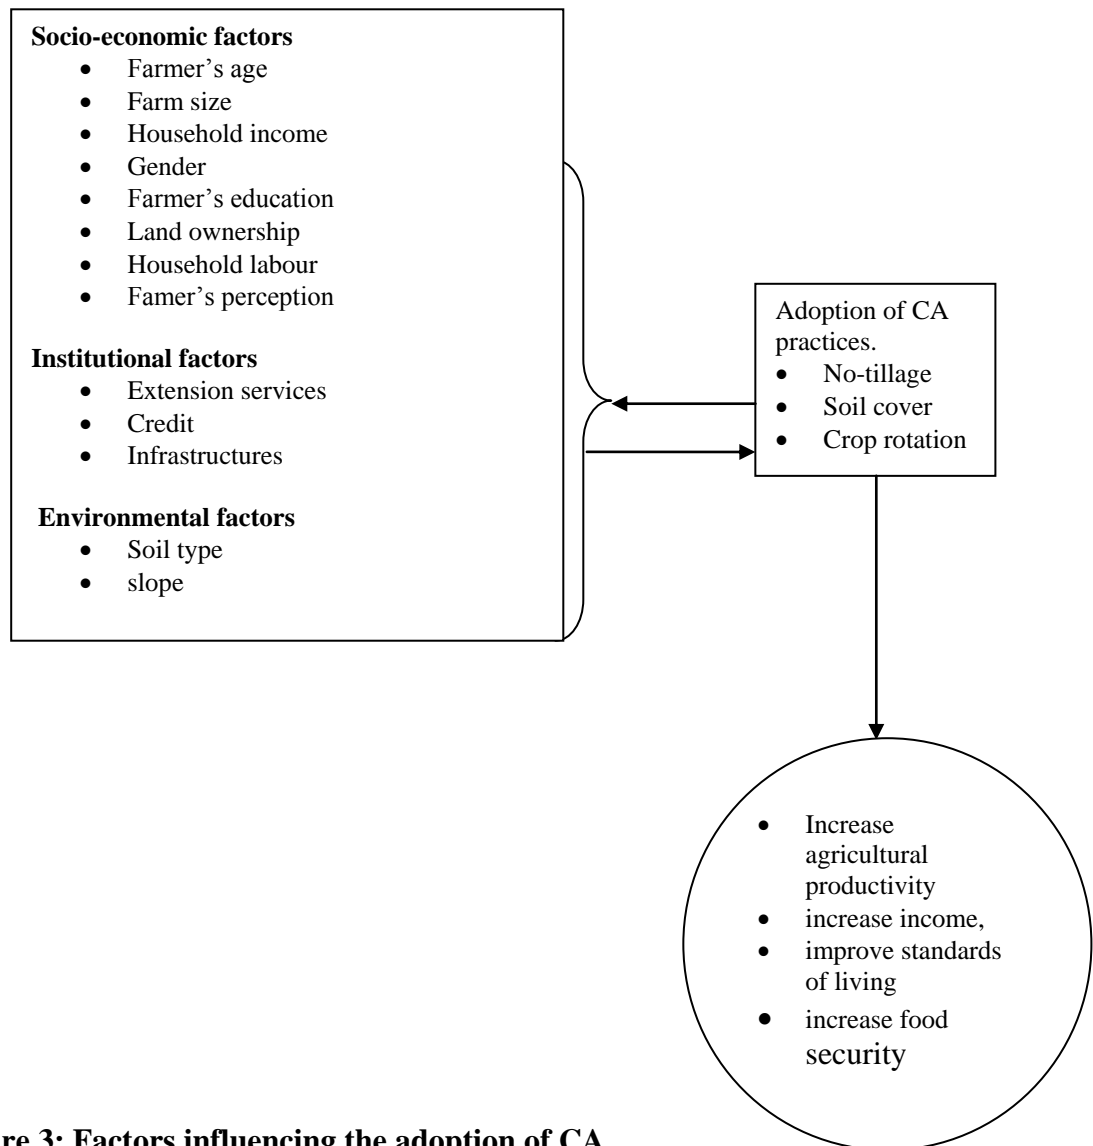 Socio-economic factors
• Farmer’s age
• Farm size
• Household income
• Gender
• Farmer’s education
• Land ownership
• Household labour
• Famer’s perception
Institutional factors
• Extension services
• Credit
• Infrastructures
Environmental factors
• Soil type
• slope
Adoption of CA
practices.
• No-tillage
• Soil cover
• Crop rotation
• Increase
agricultural
productivity
• increase income,
• improve standards
of living
• increase food
security
re 3: Factors influencing the adoption of CA